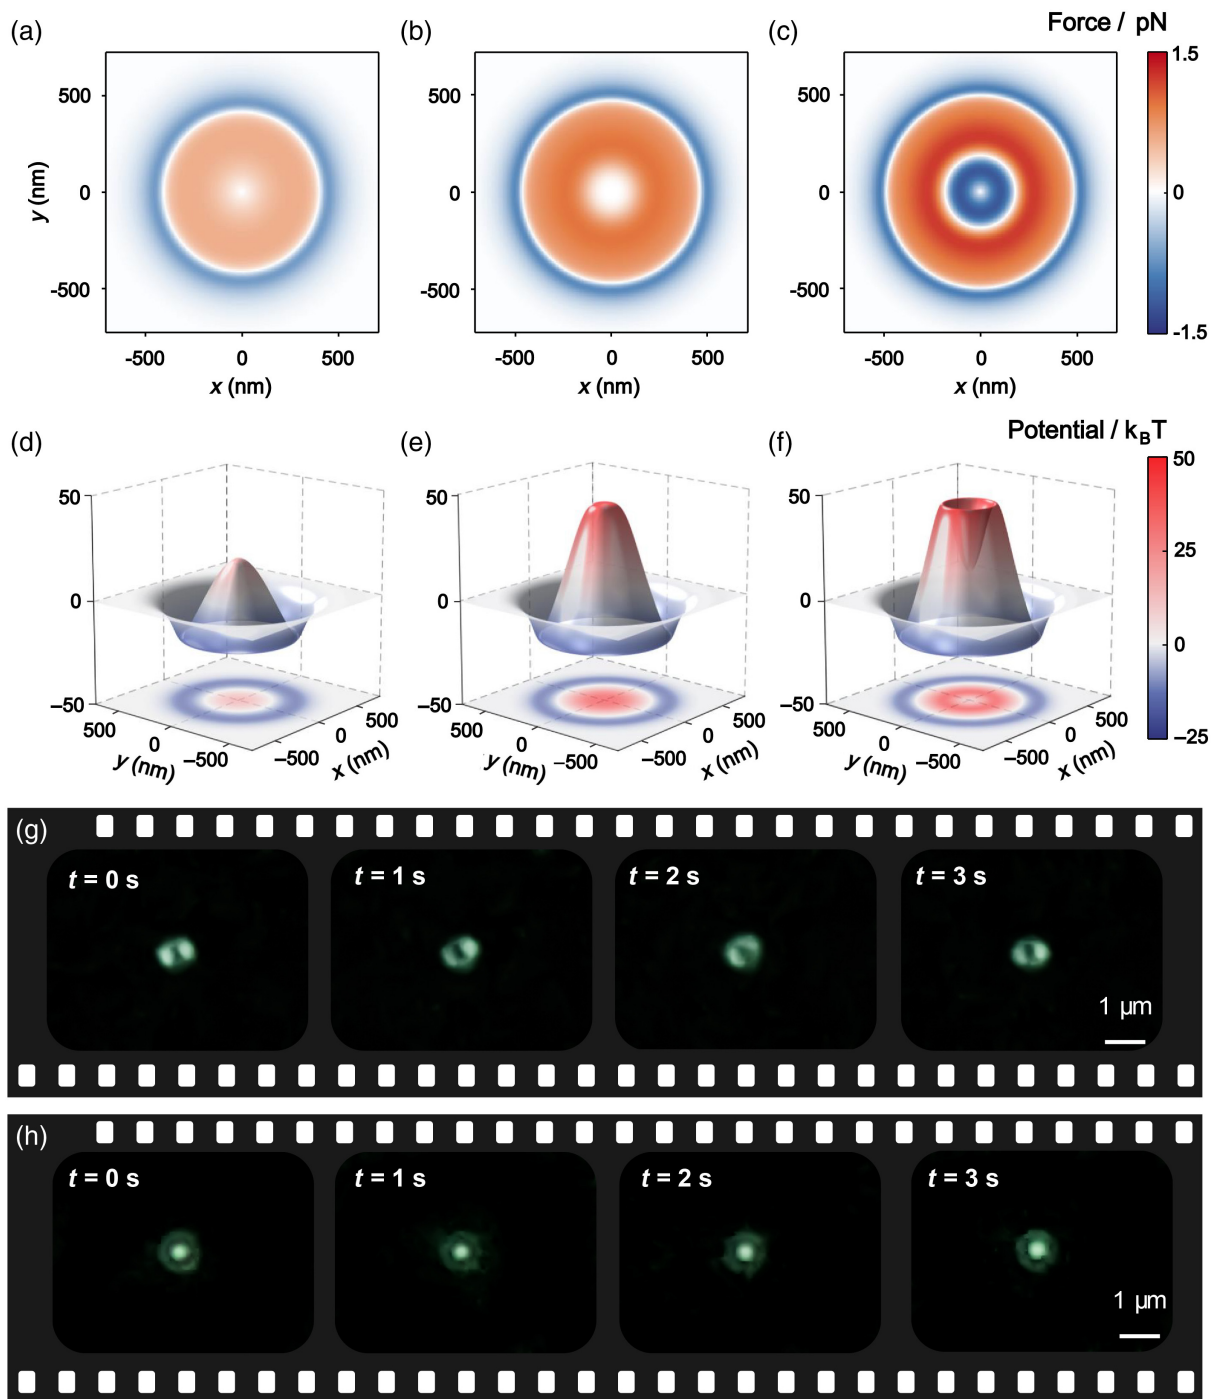 (a)
(b)
(c)
Force / pN
500
0
-500
y (nm)
-500 0 500
x (nm)
500
0
-500
-500 0 500
x (nm)
500
0
-500
-500 0 500
x (nm)
1.5
0
-1.5
(d)
(e)
(f)
Potential / kBT
50
0
−50
500 0 −500
y (nm)
−500 0 500
x (nm)
50
0
−50
500 0 −500
y (nm)
−500 0 500
x (nm)
50
0
−50
500 0 −500
y (nm)
−500 0 500
x (nm)
50
25
0
−25
(g)
t = 0 s
t = 1 s
t = 2 s
t = 3 s
1 µm
(h)
t = 0 s
t = 1 s
t = 2 s
t = 3 s
1 µm